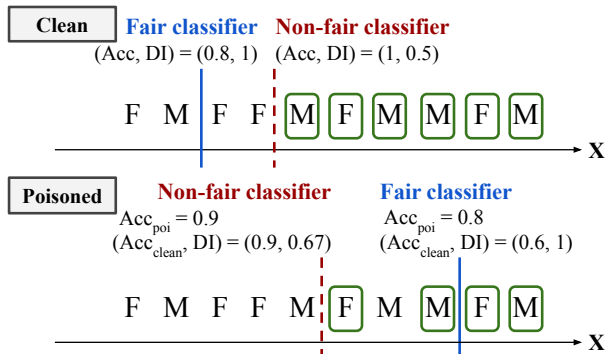 Clean
Fair classifier Non-fair classifier
(Acc, DI) = (0.8, 1) (Acc, DI) = (1, 0.5)
F M F F M F M M F M
X
Poisoned
Non-fair classifier Fair classifier
Acc_poi = 0.9 Acc_poi = 0.8
(Acc_clean, DI) = (0.9, 0.67) (Acc_clean, DI) = (0.6, 1)
F M F F M F M M F M
X